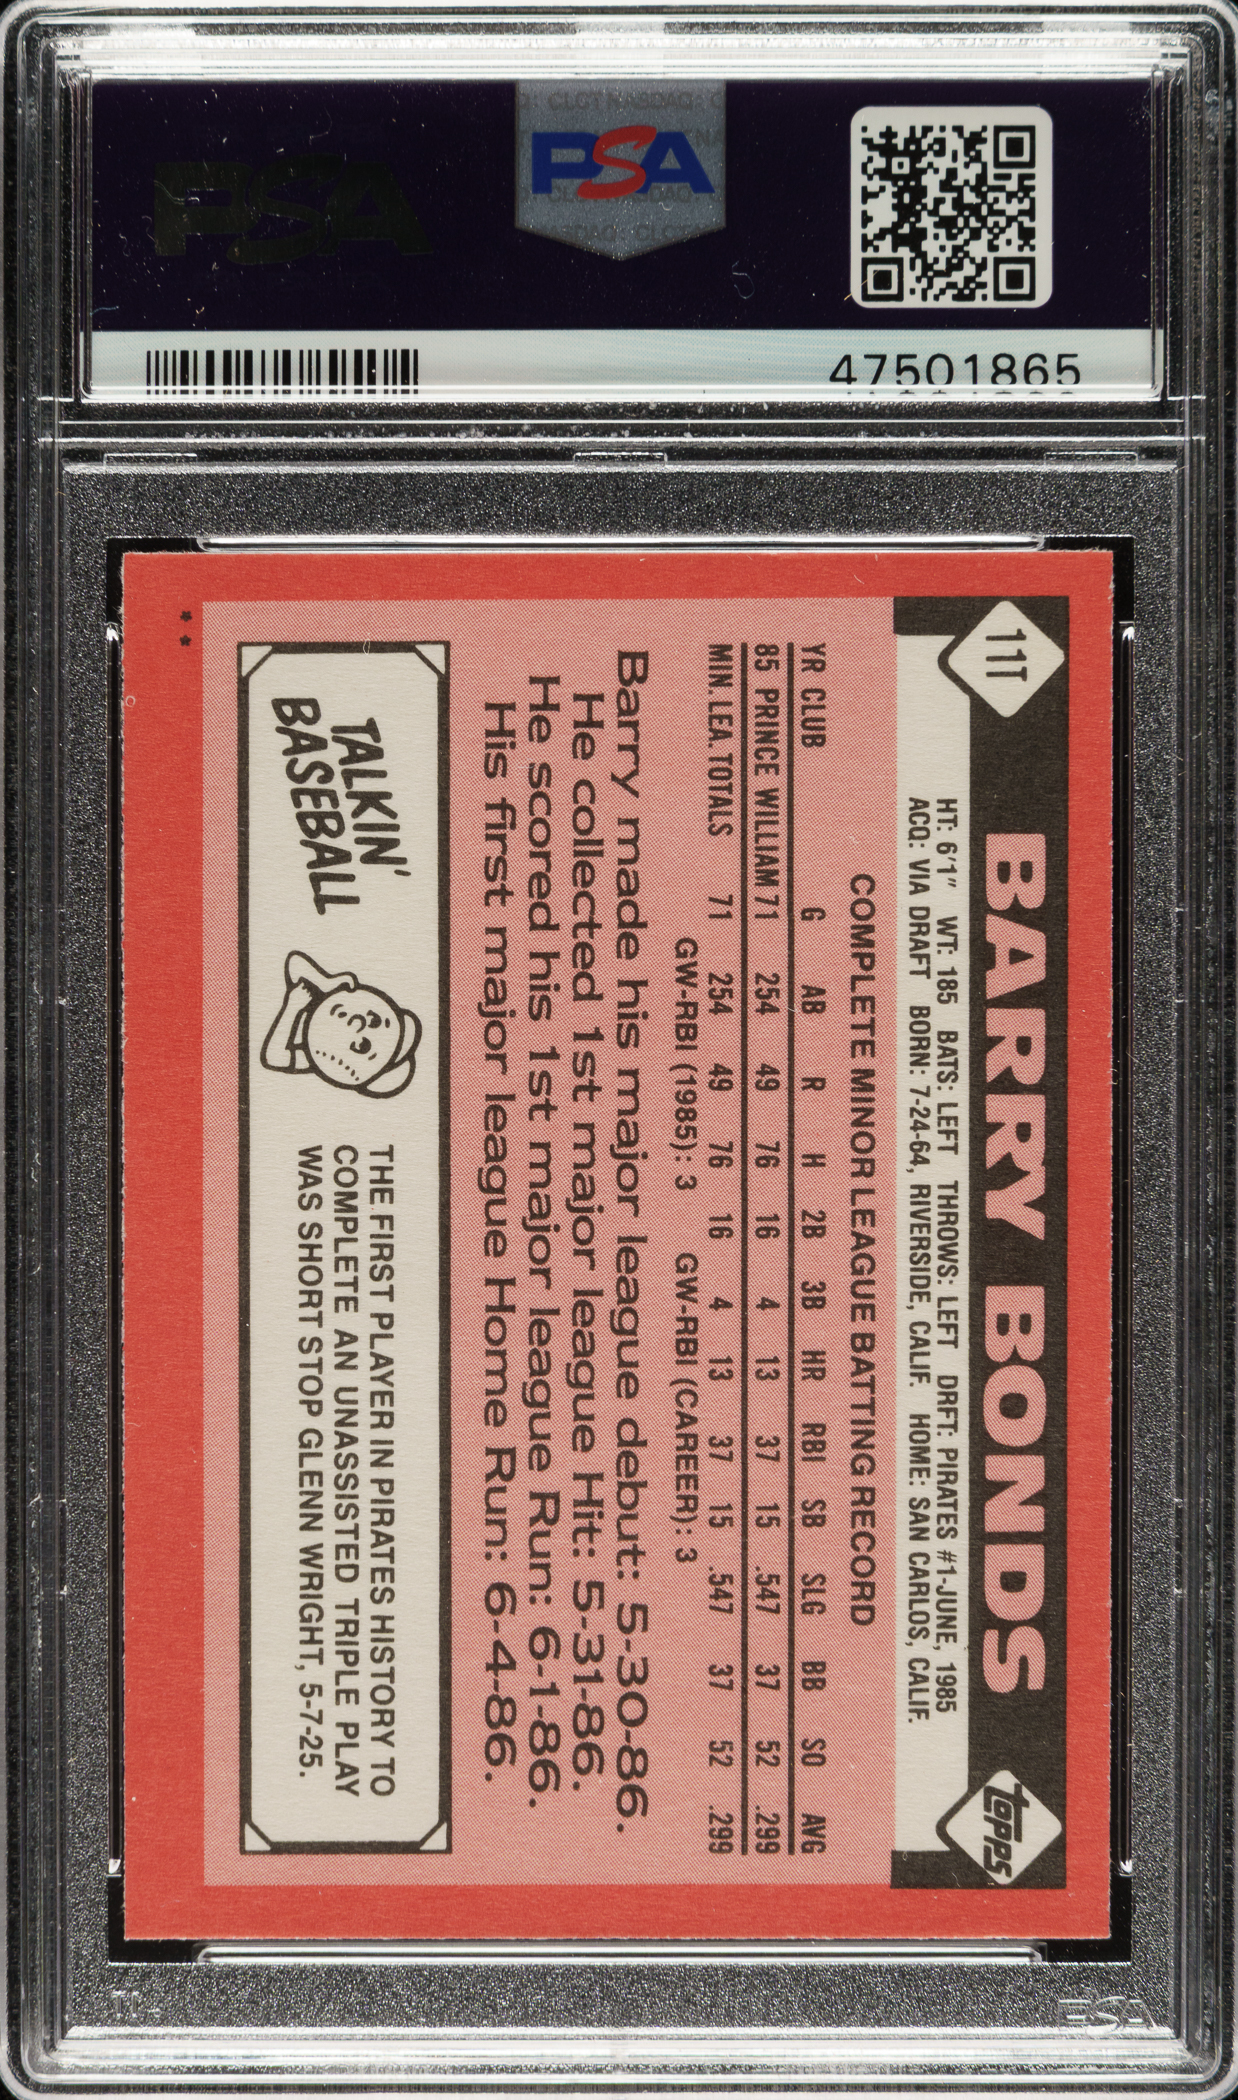 PSA
PSA
47501865
11T
BARRY BONDS
topps
HT: 6'1" WT: 185 BATS: LEFT THROWS: LEFT DRFT: PIRATES #1-JUNE, 1985
ACQ: VIA DRAFT BORN: 7-24-64, RIVERSIDE, CALIF. HOME: SAN CARLOS, CALIF.
COMPLETE MINOR LEAGUE BATTING RECORD
YR CLUB G AB R H 2B 3B HR RBI SB SLG BB SO AVG
85 PRINCE WILLIAM 71 254 49 76 16 4 13 37 15 .547 37 52 .299
MIN. LEA. TOTALS 71 254 49 76 16 4 13 37 15 .547 37 52 .299
GW-RBI (1985): 3 GW-RBI (CAREER): 3
Barry made his major league debut: 5-30-86.
He collected 1st major league Hit: 5-31-86.
He scored his 1st major league Run: 6-1-86.
His first major league Home Run: 6-4-86.
TALKIN'
BASEBALL
THE FIRST PLAYER IN PIRATES HISTORY TO
COMPLETE AN UNASSISTED TRIPLE PLAY
WAS SHORT STOP GLENN WRIGHT, 5-7-25.
**
PSA